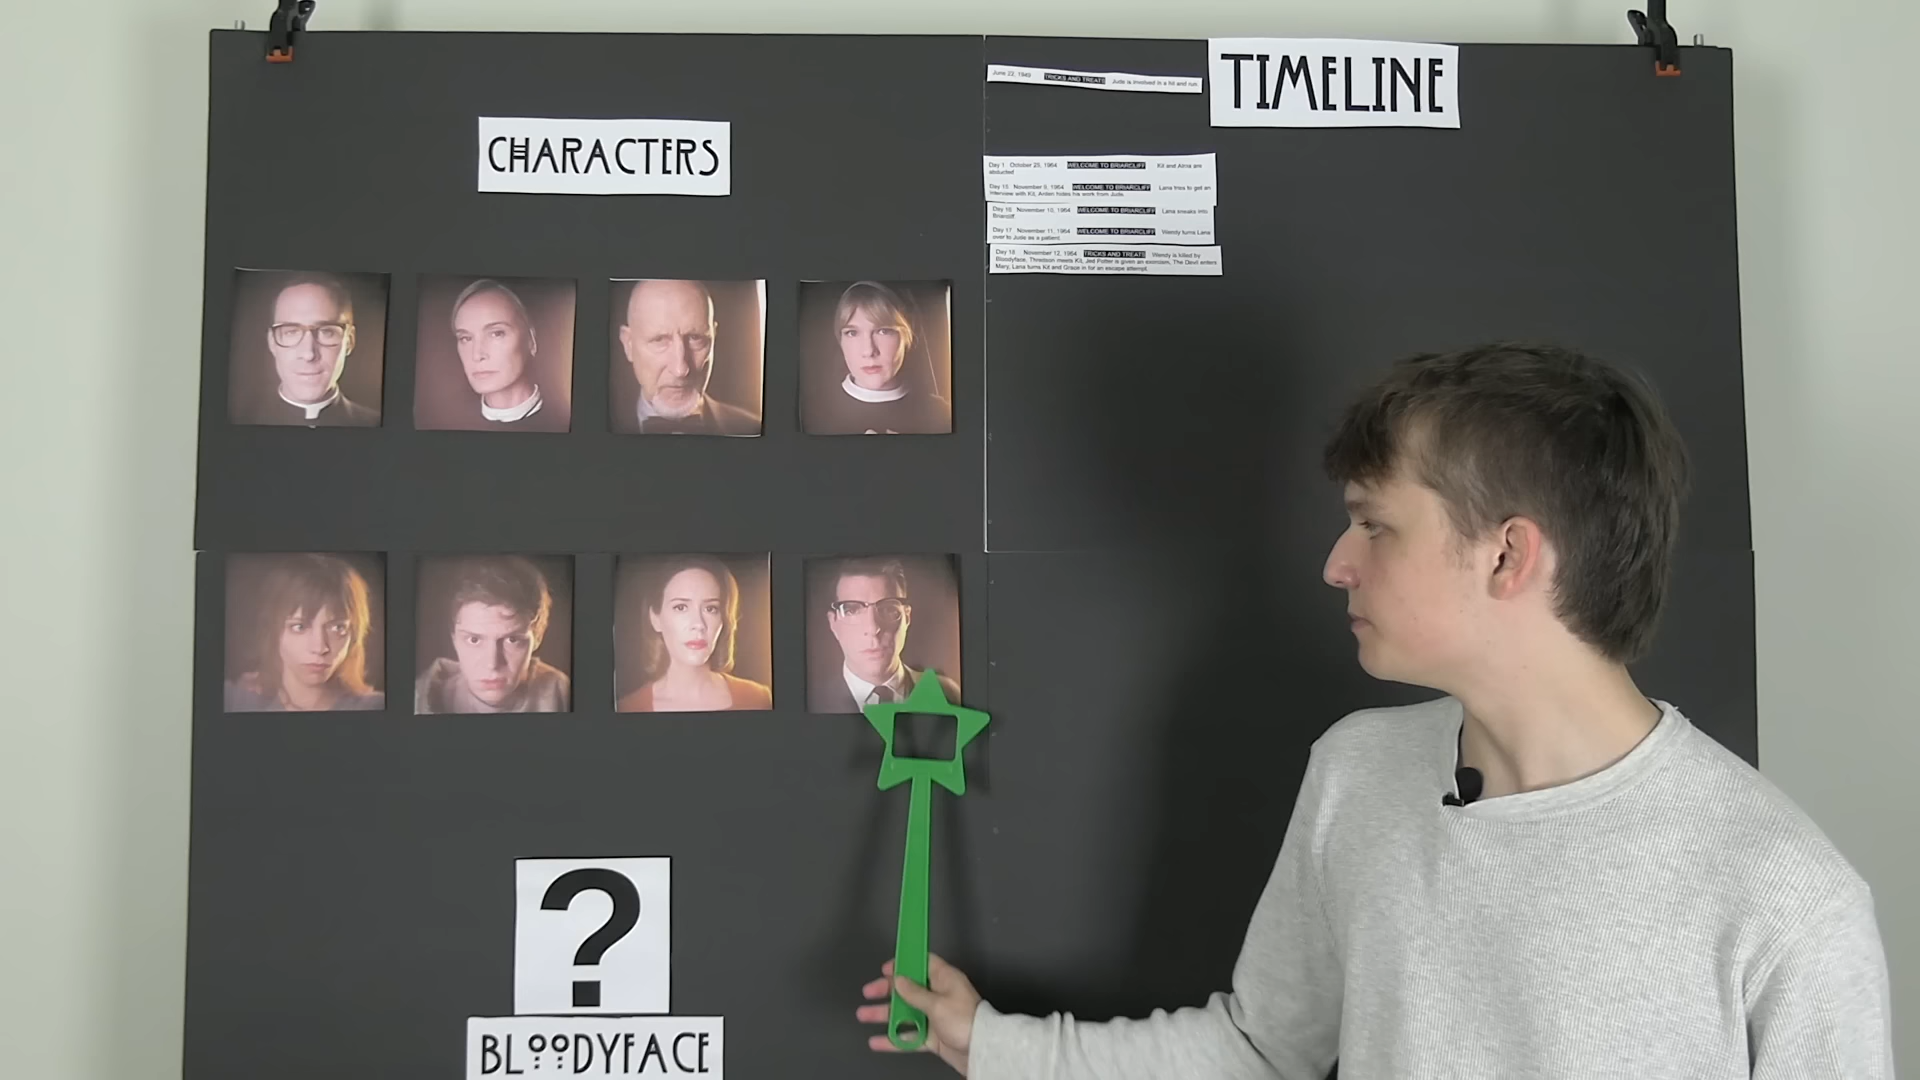 CHARACTERS
?
BLOODYFACE
TIMELINE
June 22, 1949 TRICKS AND TREATS Jude is involved in a hit and run.
Day 1 October 25, 1964 WELCOME TO BRIARCLIFF Kit and Alma are
abducted
Day 15 November 9, 1964 WELCOME TO BRIARCLIFF Lana tries to get an
interview with Kit, Arden hides his work from Jude.
Day 16 November 10, 1964 WELCOME TO BRIARCLIFF Lana sneaks into
Briarcliff
Day 17 November 11, 1964 WELCOME TO BRIARCLIFF Wendy turns Lana
over to Jude as a patient.
Day 18 November 12, 1964 TRICKS AND TREATS Wendy is killed by
Bloodyface, Thredson meets Kit, Jed Potter is given an exorcism, The Devil enters
Mary, Lana turns Kit and Grace in for an escape attempt.